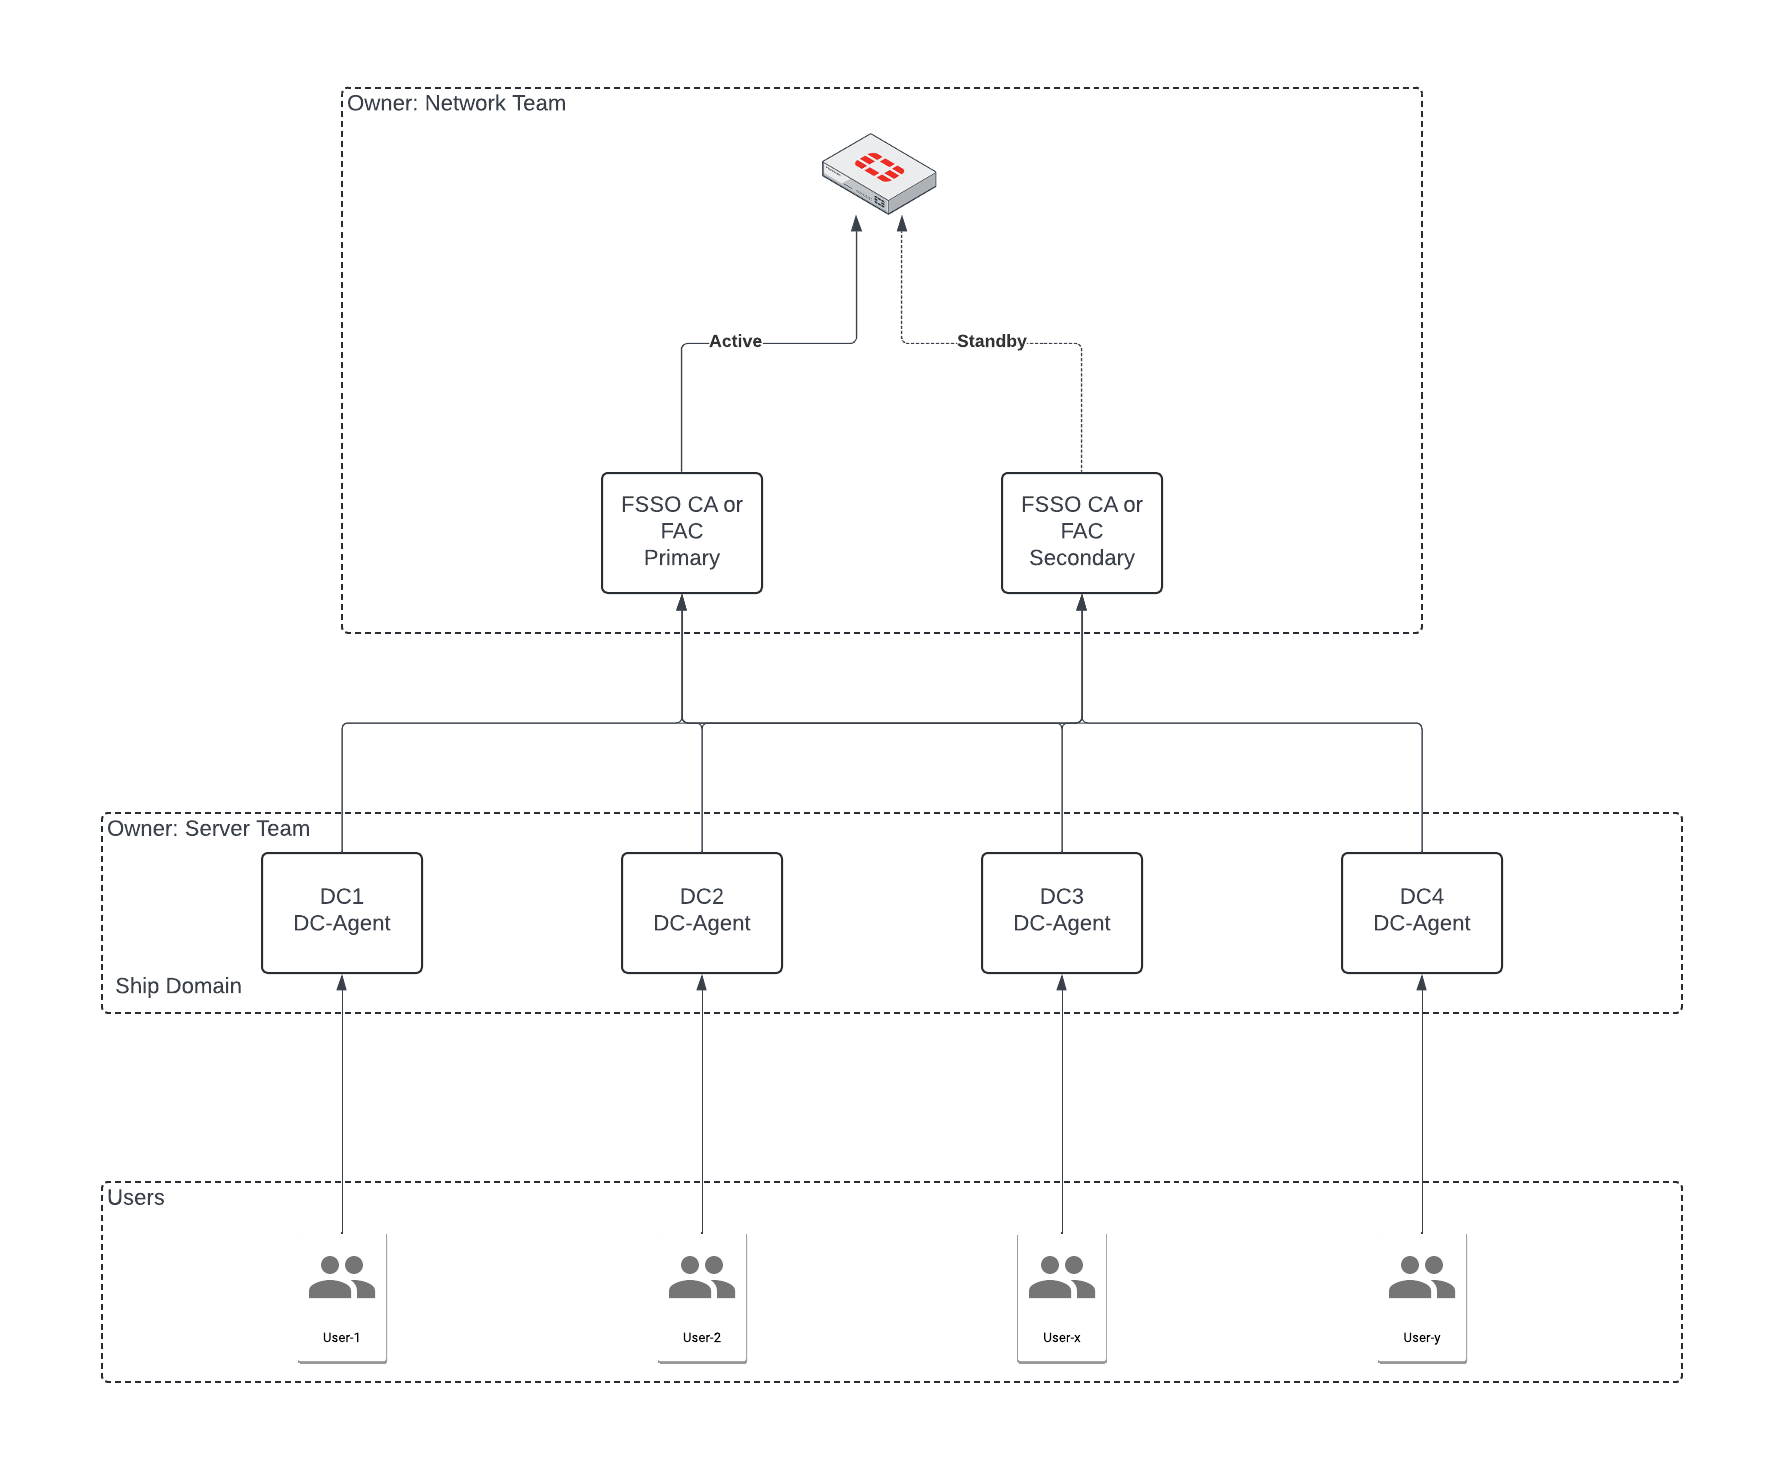 Owner: Network Team
Active
Standby
FSSO CA or
FAC
Primary
FSSO CA or
FAC
Secondary
Owner: Server Team
DC1
DC-Agent
DC2
DC-Agent
DC3
DC-Agent
DC4
DC-Agent
Ship Domain
Users
User-1
User-2
User-x
User-y